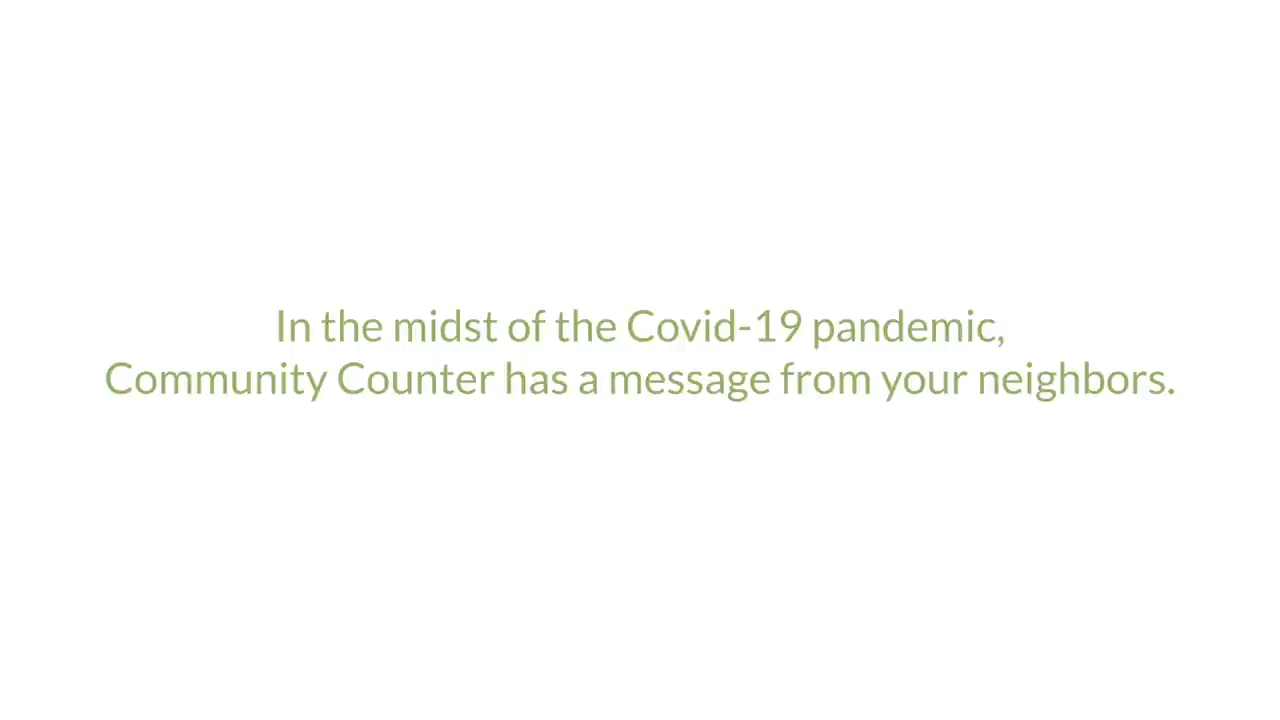 In the midst of the Covid-19 pandemic,
Community Counter has a message from your neighbors.